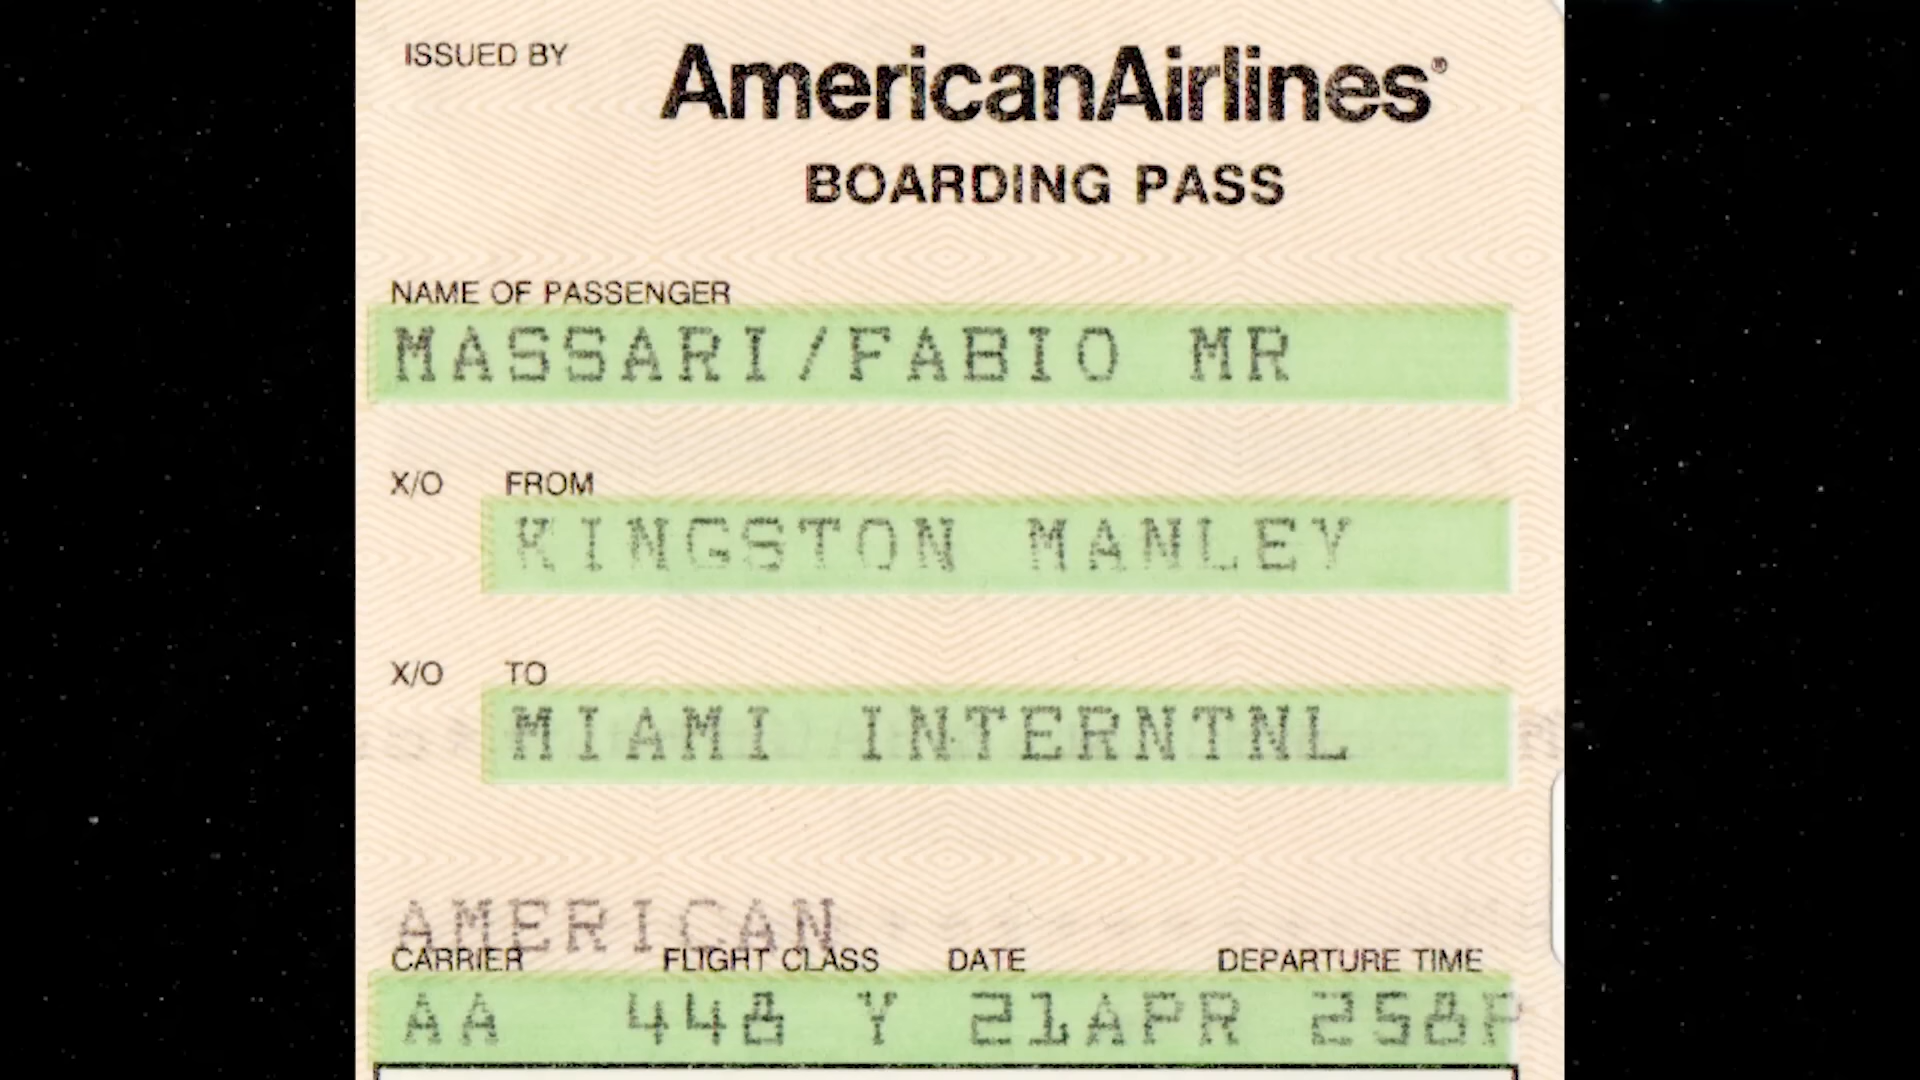 ISSUED BY
AmericanAirlines®
BOARDING PASS
NAME OF PASSENGER
MASSARI/FABIO MR
X/O FROM
KINGSTON MANLEY
X/O TO
MIAMI INTERNTNL
AMERICAN
CARRIER FLIGHT CLASS DATE DEPARTURE TIME
AA 448 Y 21APR 258P